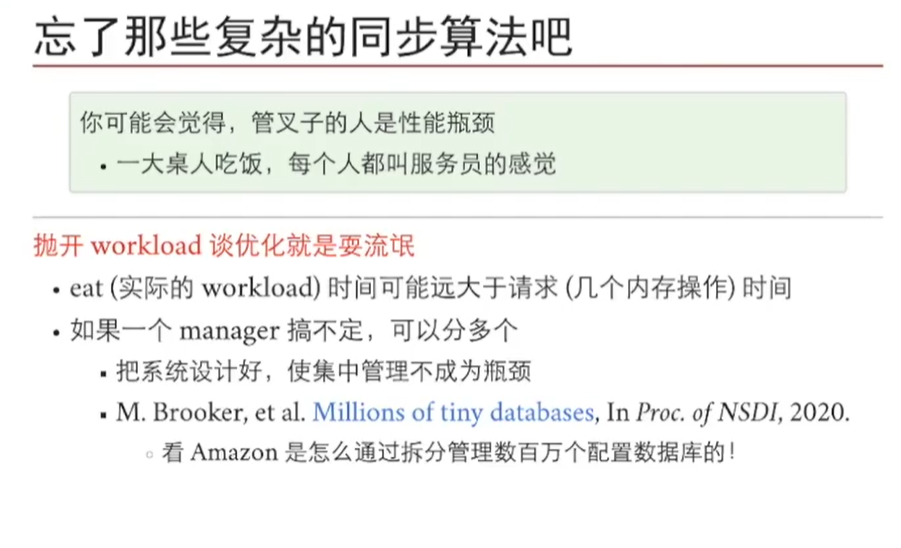 忘了那些复杂的同步算法吧
你可能会觉得，管叉子的人是性能瓶颈
▪ 一大桌人吃饭，每个人都叫服务员的感觉
抛开 workload 谈优化就是耍流氓
• eat (实际的 workload) 时间可能远大于请求 (几个内存操作) 时间
• 如果一个 manager 搞不定，可以分多个
▪ 把系统设计好，使集中管理不成为瓶颈
▪ M. Brooker, et al. Millions of tiny databases, In Proc. of NSDI, 2020.
◦ 看 Amazon 是怎么通过拆分管理数百万个配置数据库的！